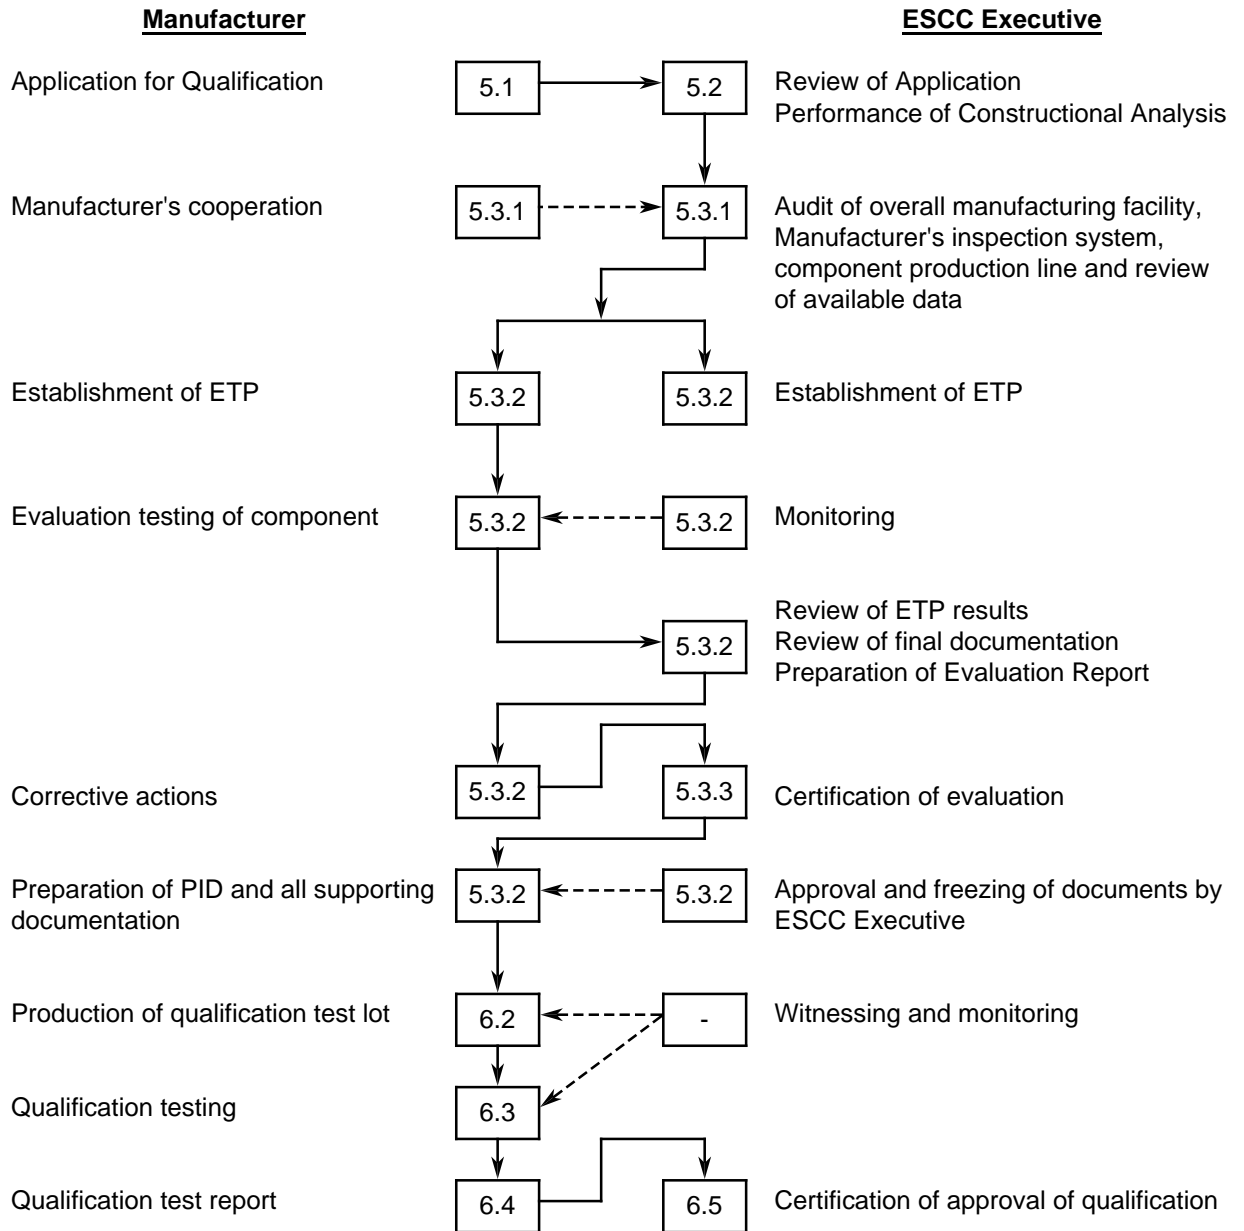 Manufacturer
ESCC Executive
Application for Qualification
5.1
5.2
Review of Application
Performance of Constructional Analysis
Manufacturer's cooperation
5.3.1
5.3.1
Audit of overall manufacturing facility,
Manufacturer's inspection system,
component production line and review
of available data
Establishment of ETP
5.3.2
5.3.2
Establishment of ETP
Evaluation testing of component
5.3.2
5.3.2
Monitoring
5.3.2
Review of ETP results
Review of final documentation
Preparation of Evaluation Report
Corrective actions
5.3.2
5.3.3
Certification of evaluation
Preparation of PID and all supporting
documentation
5.3.2
5.3.2
Approval and freezing of documents by
ESCC Executive
Production of qualification test lot
6.2
-
Witnessing and monitoring
Qualification testing
6.3
Qualification test report
6.4
6.5
Certification of approval of qualification